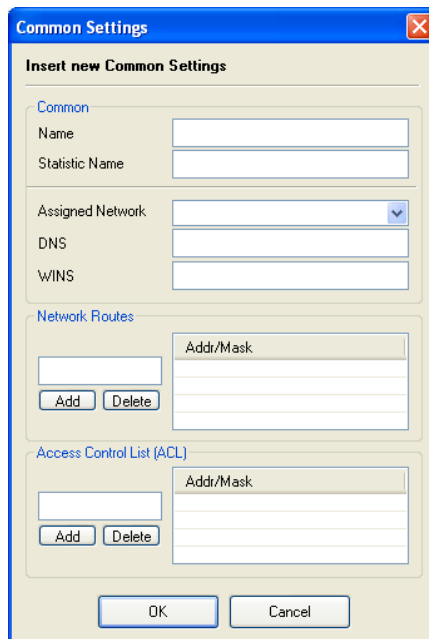 Common Settings
Insert new Common Settings
Common
Name
Statistic Name
Assigned Network
DNS
WINS
Network Routes
Addr/Mask
Add Delete
Access Control List (ACL)
Addr/Mask
Add Delete
OK Cancel